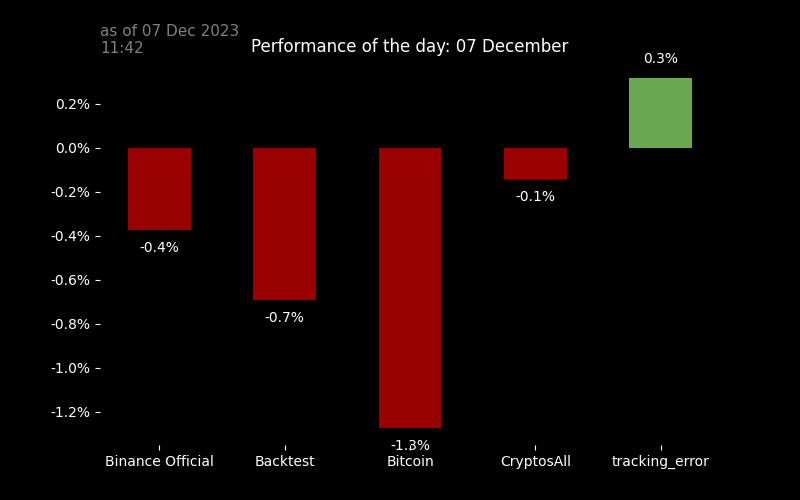 as of 07 Dec 2023
11:42
Performance of the day: 07 December
0.3%
0.2%
0.0%
-0.2%
-0.4%
-0.6%
-0.8%
-1.0%
-1.2%
-0.4%
-0.7%
-1.3%
-0.1%
Binance Official
Backtest
Bitcoin
CryptosAll
tracking_error